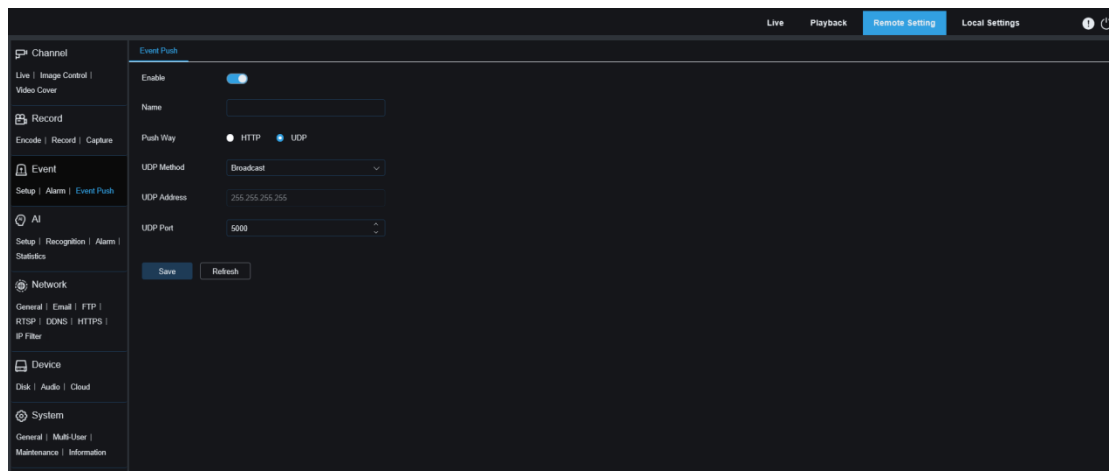 Live Playback Remote Setting Local Settings
Channel
Live | Image Control |
Video Cover
Record
Encode | Record | Capture
Event
Setup | Alarm | Event Push
AI
Setup | Recognition | Alarm |
Statistics
Network
General | Email | FTP |
RTSP | DDNS | HTTPS |
IP Filter
Device
Disk | Audio | Cloud
System
General | Multi-User |
Maintenance | Information
Event Push
Enable
Name
Push Way HTTP UDP
UDP Method Broadcast
UDP Address 255.255.255.255
UDP Port 5000
Save Refresh